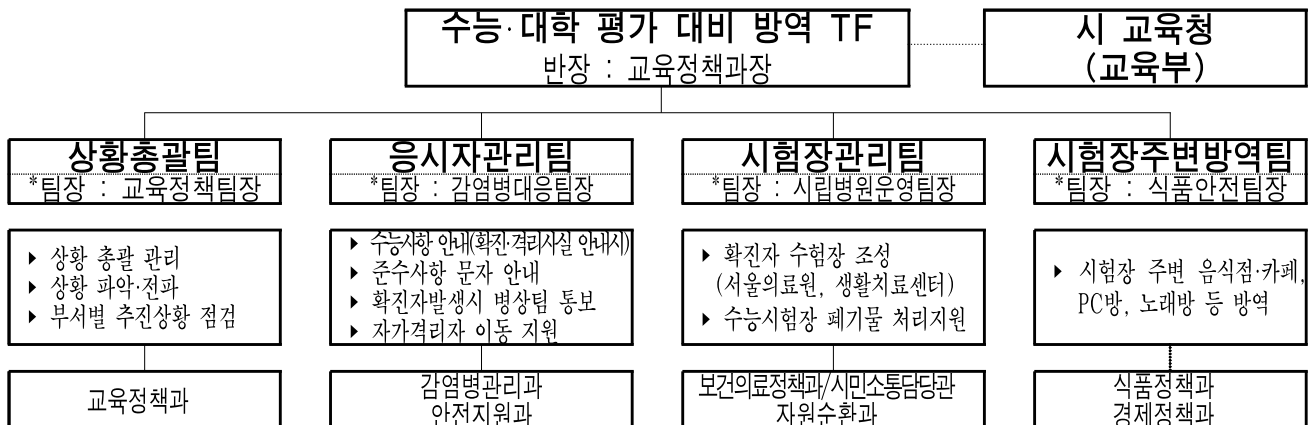 수능·대학 평가 대비 방역 TF
반장 : 교육정책과장
시 교육청
(교육부)
상황총괄팀
*팀장 : 교육정책팀장
응시자관리팀
*팀장 : 감염병대응팀장
시험장관리팀
*팀장 : 시립병원운영팀장
시험장주변방역팀
*팀장 : 식품안전팀장
▸ 상황 총괄 관리
▸ 상황 파악·전파
▸ 부서별 추진상황 점검
▸ 수능사항 안내(확진·격리사실 안내시)
▸ 준수사항 문자 안내
▸ 확진자발생시 병상팀 통보
▸ 자가격리자 이동 지원
▸ 확진자 수험장 조성
(서울의료원, 생활치료센터)
▸ 수능시험장 폐기물 처리지원
▸ 시험장 주변 음식점·카페,
PC방, 노래방 등 방역
교육정책과
감염병관리과
안전지원과
보건의료정책과/시민소통담당관
자원순환과
식품정책과
경제정책과